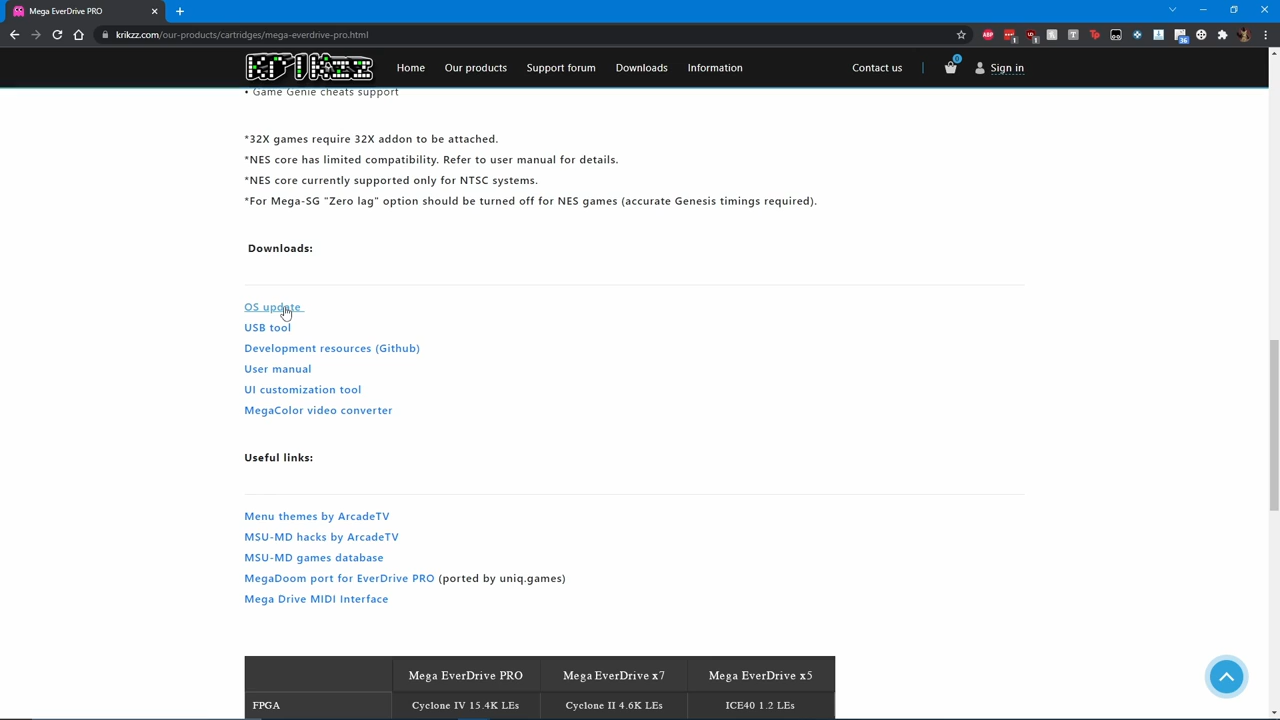 Mega EverDrive PRO
krikzz.com/our-products/cartridges/mega-everdrive-pro.html
KRIKzz
Home
Our products
Support forum
Downloads
Information
Contact us
0
Sign in
• Game Genie cheats support
*32X games require 32X addon to be attached.
*NES core has limited compatibility. Refer to user manual for details.
*NES core currently supported only for NTSC systems.
*For Mega-SG "Zero lag" option should be turned off for NES games (accurate Genesis timings required).
Downloads:
OS update
USB tool
Development resources (Github)
User manual
UI customization tool
MegaColor video converter
Useful links:
Menu themes by ArcadeTV
MSU-MD hacks by ArcadeTV
MSU-MD games database
MegaDoom port for EverDrive PRO (ported by uniq.games)
Mega Drive MIDI Interface
Mega EverDrive PRO
Mega EverDrive x7
Mega EverDrive x5
FPGA
Cyclone IV 15.4K LEs
Cyclone II 4.6K LEs
ICE40 1.2 LEs